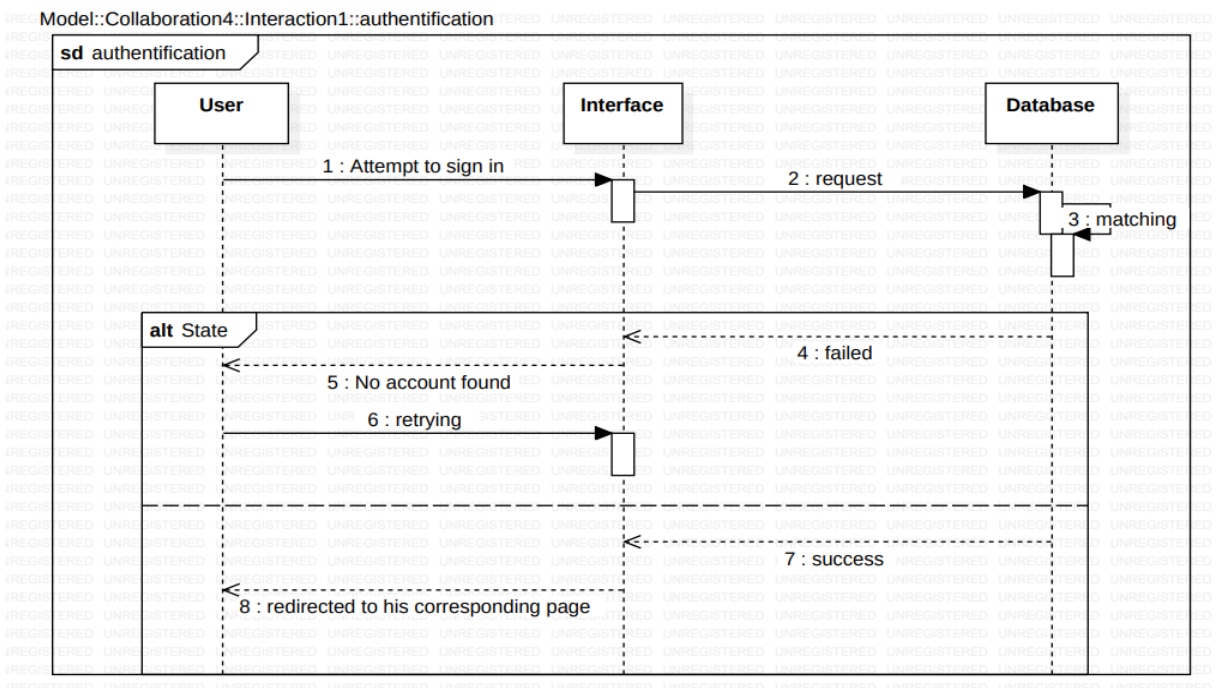 Model::Collaboration4::Interaction1::authentification
sd authentification
User
Interface
Database
1 : Attempt to sign in
2 : request
3 : matching
alt State
4 : failed
5 : No account found
6 : retrying
7 : success
8 : redirected to his corresponding page
UNREGISTERED